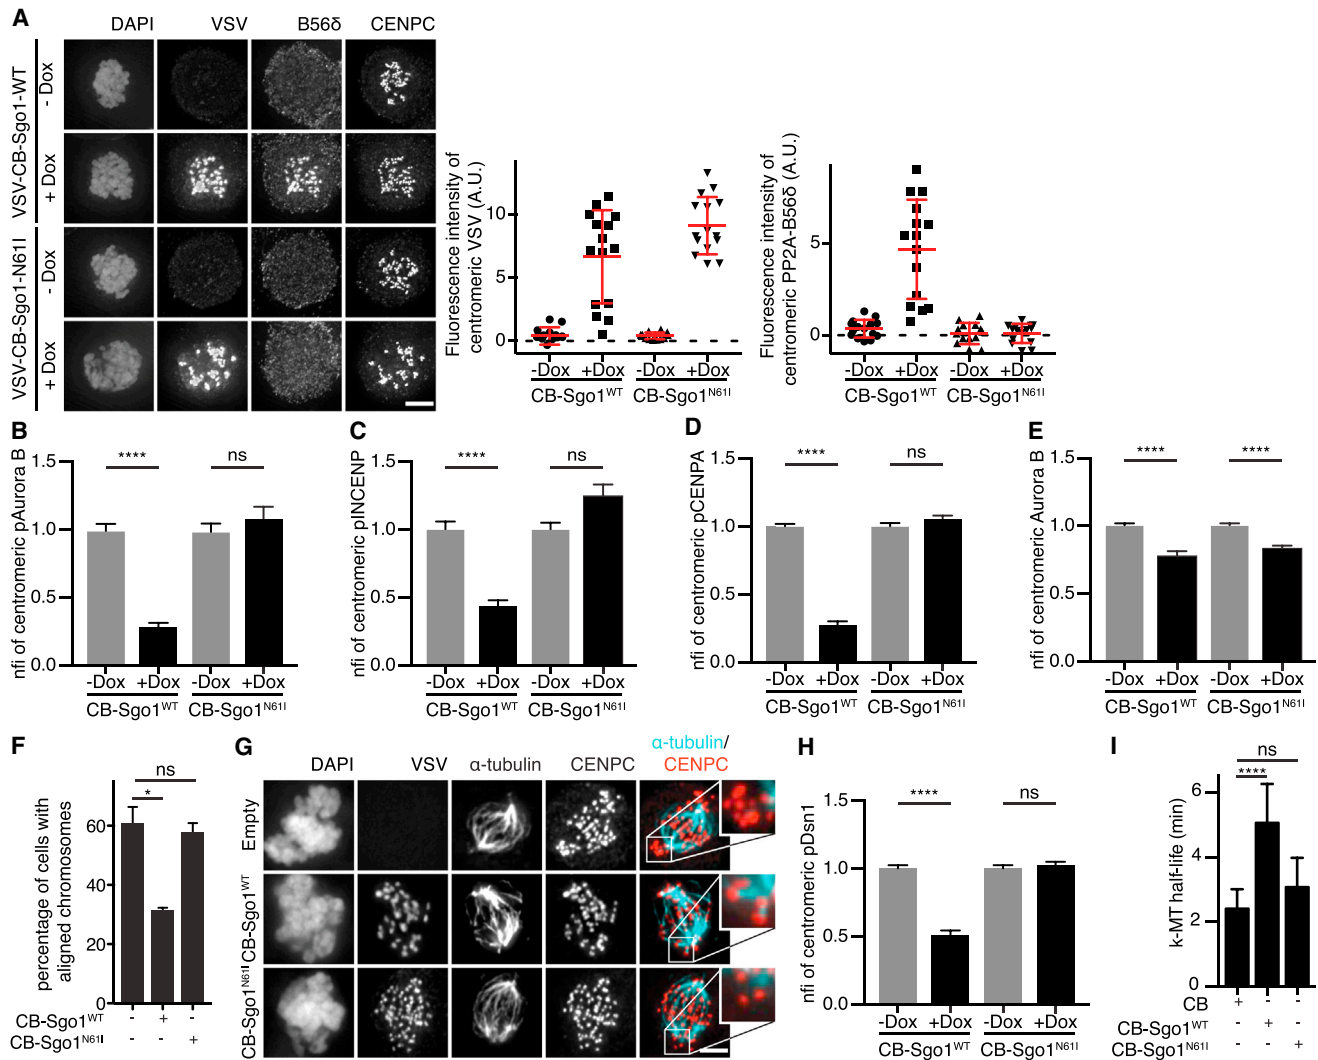 A
DAPI VSV B56δ CENPC
VSV-CB-Sgo1-WT
- Dox
+ Dox
VSV-CB-Sgo1-N61I
- Dox
+ Dox
Fluorescence intensity of
centromeric VSV (A.U.)
10
5
0
-Dox +Dox -Dox +Dox
CB-Sgo1WT CB-Sgo1N61I
Fluorescence intensity of
centromeric PP2A-B56δ (A.U.)
5
0
-Dox +Dox -Dox +Dox
CB-Sgo1WT CB-Sgo1N61I
B
nfi of centromeric pAurora B
1.5
1.0
0.5
0.0
**** ns
-Dox +Dox -Dox +Dox
CB-Sgo1WT CB-Sgo1N61I
C
nfi of centromeric pINCENP
1.5
1.0
0.5
0.0
**** ns
-Dox +Dox -Dox +Dox
CB-Sgo1WT CB-Sgo1N61I
D
nfi of centromeric pCENPA
1.5
1.0
0.5
0.0
**** ns
-Dox +Dox -Dox +Dox
CB-Sgo1WT CB-Sgo1N61I
E
nfi of centromeric Aurora B
1.5
1.0
0.5
0.0
**** ****
-Dox +Dox -Dox +Dox
CB-Sgo1WT CB-Sgo1N61I
F
percentage of cells with
aligned chromosomes
60
40
20
0
ns
*
CB-Sgo1WT - + -
CB-Sgo1N61I - - +
G
DAPI VSV α-tubulin CENPC α-tubulin/
CENPC
Empty
CB-Sgo1WT
CB-Sgo1N61I
H
nfi of centromeric pDsn1
1.5
1.0
0.5
0.0
**** ns
-Dox +Dox -Dox +Dox
CB-Sgo1WT CB-Sgo1N61I
I
k-MT half-life (min)
6
4
2
0
ns
****
CB + - -
CB-Sgo1WT - + -
CB-Sgo1N61I - - +